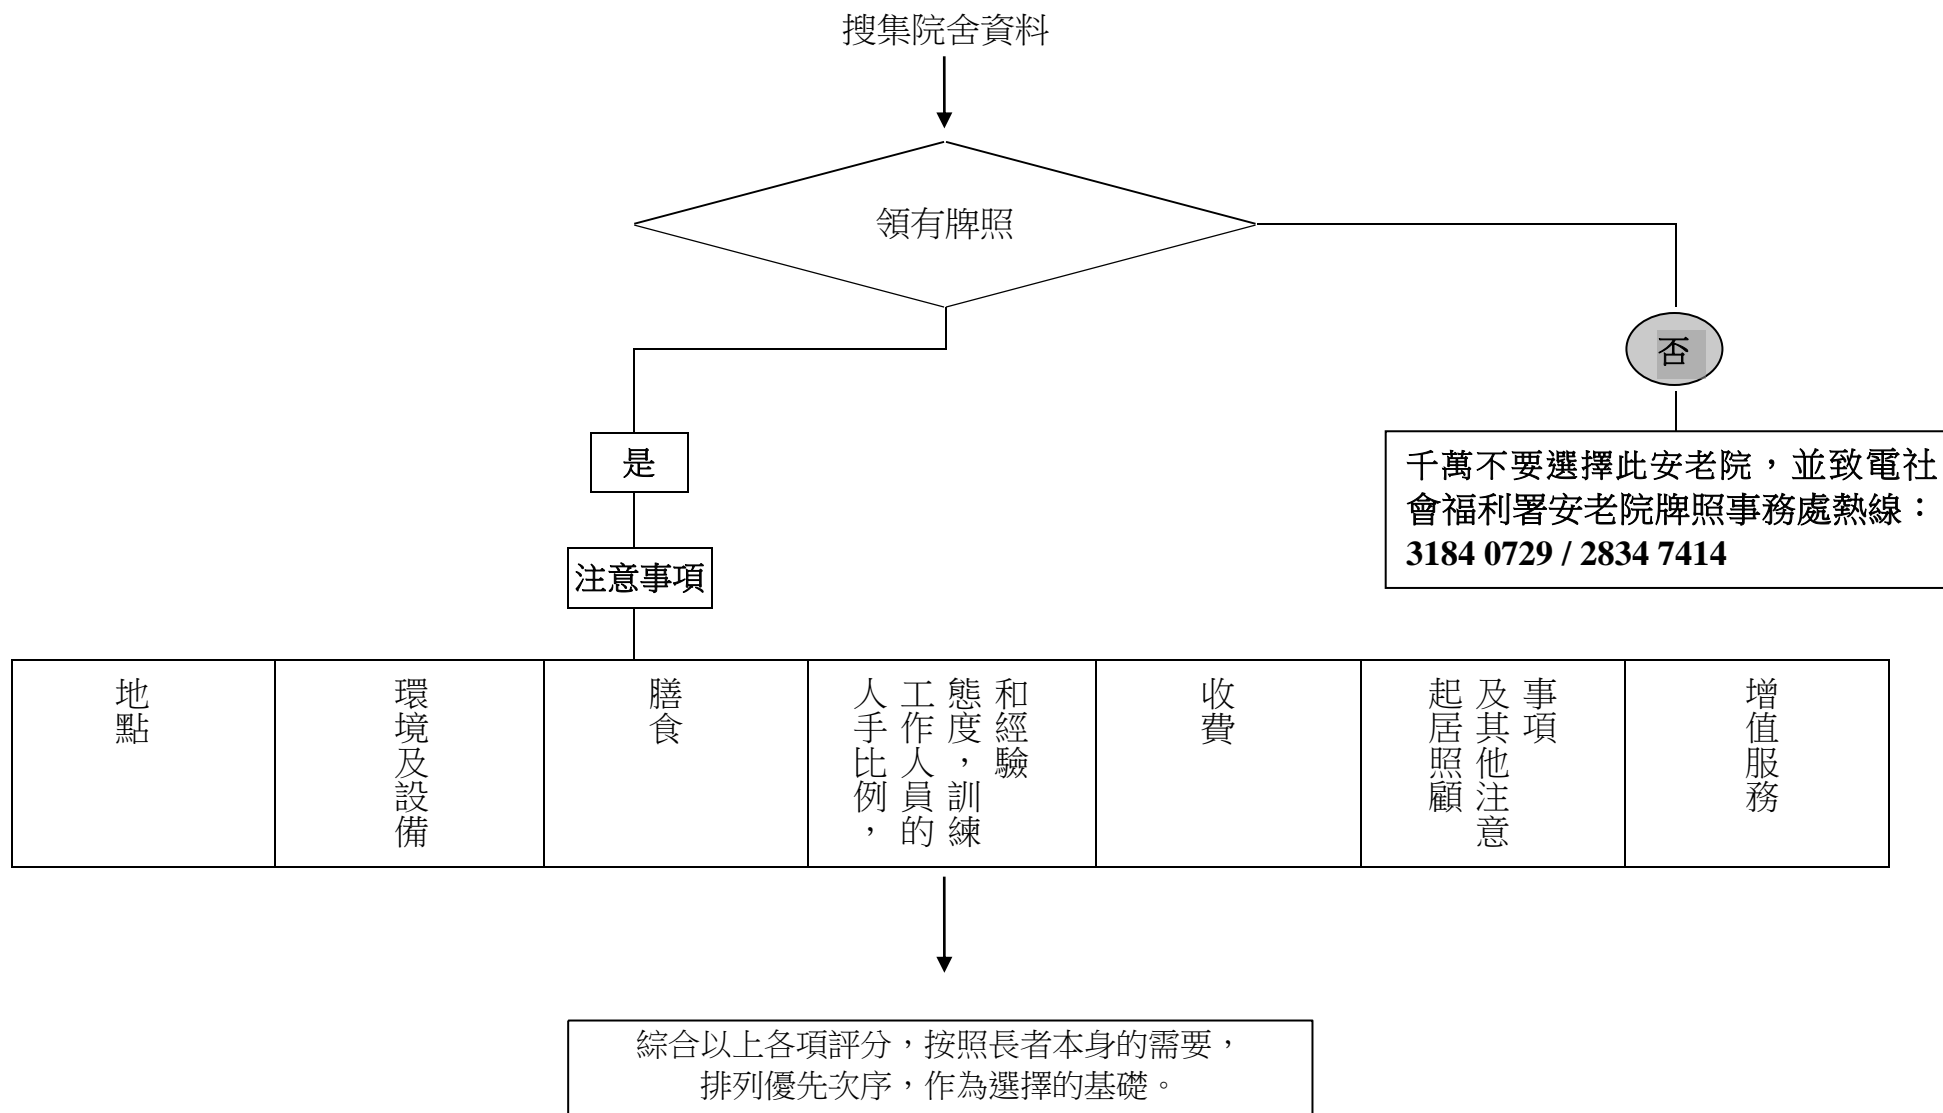 搜集院舍資料
領有牌照
否
是
千萬不要選擇此安老院，並致電社
會福利署安老院牌照事務處熱線：
3184 0729 / 2834 7414
注意事項
地點
環境及設備
膳食
人手比例，
工作人員的
態度，訓練
和經驗
收費
起居照顧
及其他注意
事項
增值服務
綜合以上各項評分，按照長者本身的需要，
排列優先次序，作為選擇的基礎。